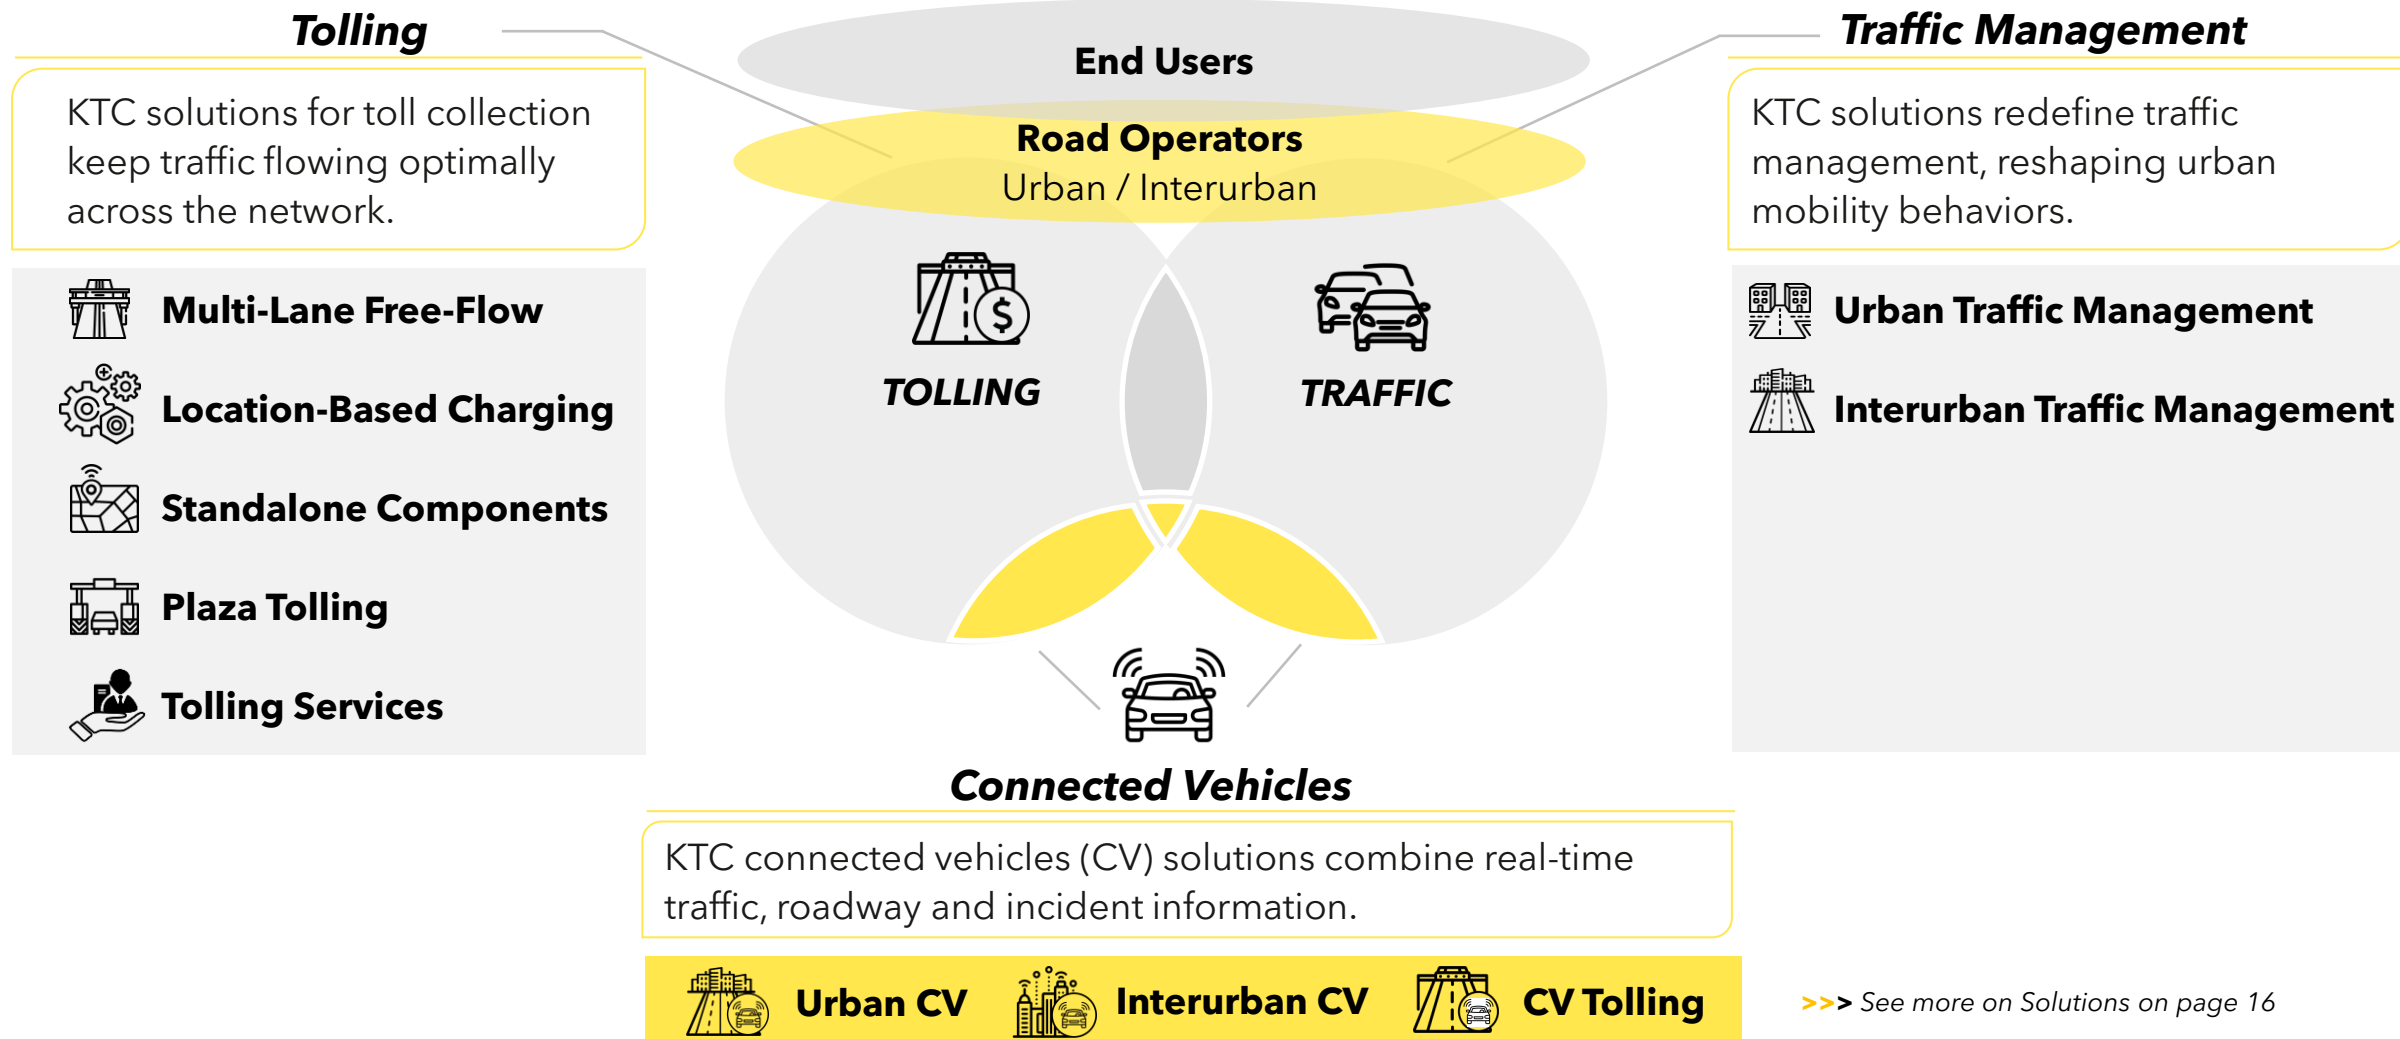 Tolling
KTC solutions for toll collection
keep traffic flowing optimally
across the network.
Multi-Lane Free-Flow
Location-Based Charging
Standalone Components
Plaza Tolling
Tolling Services
End Users
Road Operators
Urban / Interurban
$
TOLLING
TRAFFIC
Traffic Management
KTC solutions redefine traffic
management, reshaping urban
mobility behaviors.
Urban Traffic Management
Interurban Traffic Management
Connected Vehicles
KTC connected vehicles (CV) solutions combine real-time
traffic, roadway and incident information.
Urban CV
Interurban CV
CV Tolling
>>> See more on Solutions on page 16